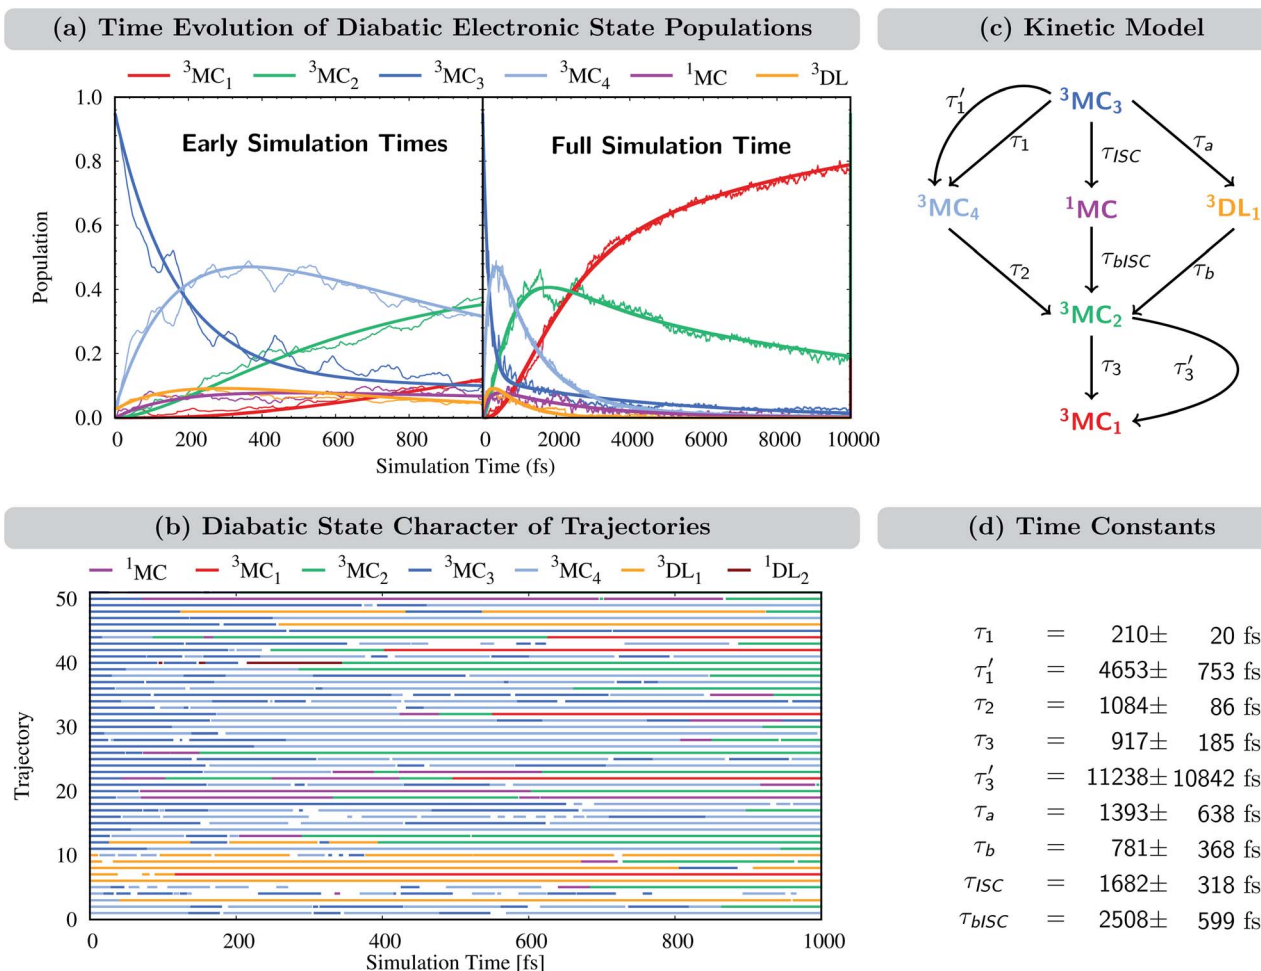 (a) Time Evolution of Diabatic Electronic State Populations
³MC₁ ³MC₂ ³MC₃ ³MC₄ ¹MC ³DL
1.0
0.8
0.6
0.4
0.2
0.0
Population
Early Simulation Times
Full Simulation Time
0 200 400 600 800 0 2000 4000 6000 8000 10000
Simulation Time (fs)
(c) Kinetic Model
³MC₃
τ₁′
τ₁
τISC
τa
³MC₄ ¹MC ³DL₁
τ₂
τbISC
τb
³MC₂
τ₃
τ₃′
³MC₁
(b) Diabatic State Character of Trajectories
¹MC ³MC₁ ³MC₂ ³MC₃ ³MC₄ ³DL₁ ¹DL₂
50
40
30
20
10
0
Trajectory
0 200 400 600 800 1000
Simulation Time [fs]
(d) Time Constants
τ₁ = 210± 20 fs
τ₁′ = 4653± 753 fs
τ₂ = 1084± 86 fs
τ₃ = 917± 185 fs
τ₃′ = 11238± 10842 fs
τa = 1393± 638 fs
τb = 781± 368 fs
τISC = 1682± 318 fs
τbISC = 2508± 599 fs